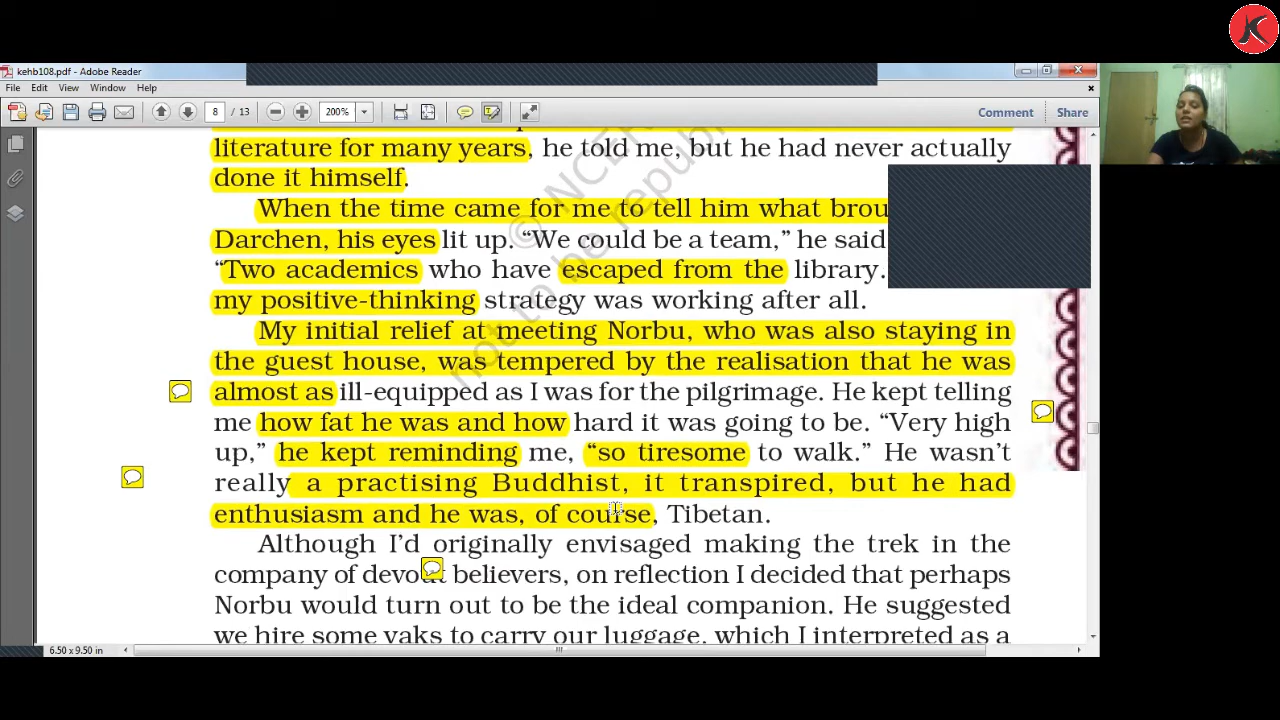 K
kehb108.pdf - Adobe Reader
File Edit View Window Help
8 / 13 200% Comment Share
literature for many years, he told me, but he had never actually
done it himself.
When the time came for me to tell him what brou
Darchen, his eyes lit up. “We could be a team,” he said
“Two academics who have escaped from the library.
my positive-thinking strategy was working after all.
My initial relief at meeting Norbu, who was also staying in
the guest house, was tempered by the realisation that he was
almost as ill-equipped as I was for the pilgrimage. He kept telling
me how fat he was and how hard it was going to be. “Very high
up,” he kept reminding me, “so tiresome to walk.” He wasn’t
really a practising Buddhist, it transpired, but he had
enthusiasm and he was, of course, Tibetan.
Although I’d originally envisaged making the trek in the
company of devout believers, on reflection I decided that perhaps
Norbu would turn out to be the ideal companion. He suggested
we hire some yaks to carry our luggage, which I interpreted as a
6.50 x 9.50 in
© NCER
not to be republi